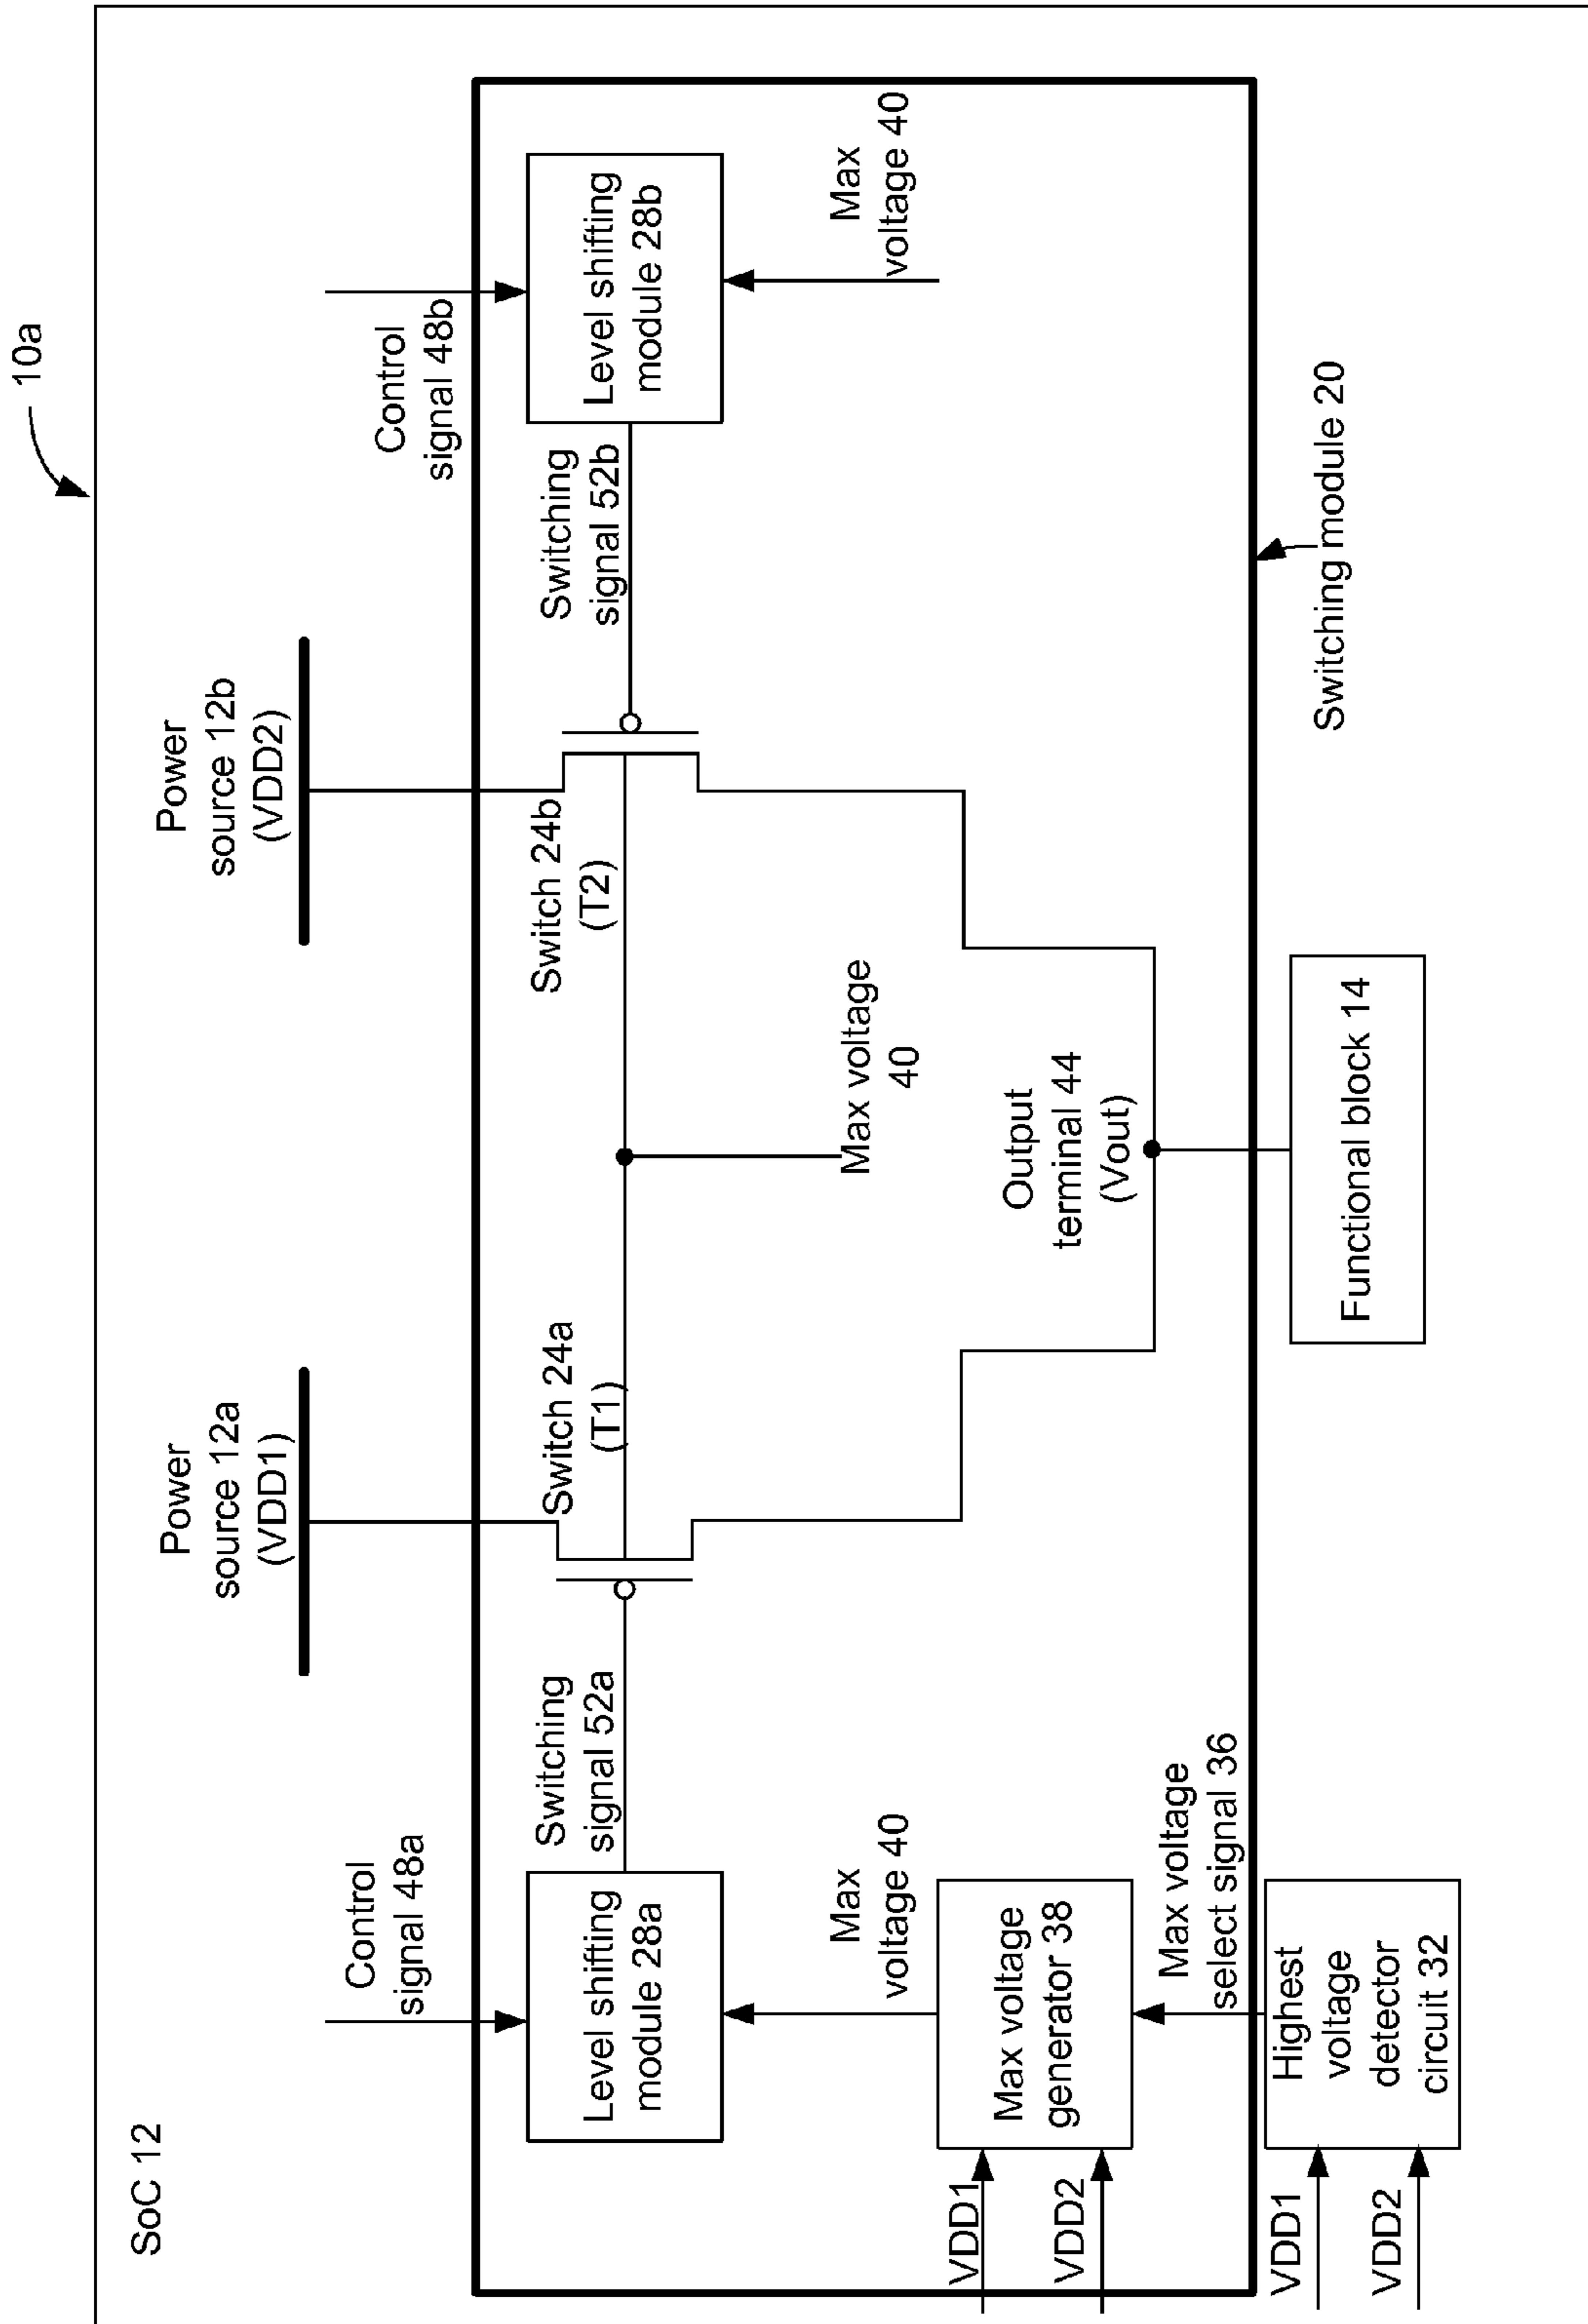 10a
SoC 12
Power
source 12a
(VDD1)
Power
source 12b
(VDD2)
Control
signal 48a
Control
signal 48b
Level shifting
module 28a
Switching
signal 52a
Switch 24a
(T1)
Switch 24b
(T2)
Switching
signal 52b
Level shifting
module 28b
Max
voltage 40
Max voltage
40
Max
voltage 40
VDD1
VDD2
Max voltage
generator 38
Output
terminal 44
(Vout)
Max voltage
select signal 36
VDD1
VDD2
Highest
voltage
detector
circuit 32
Functional block 14
Switching module 20